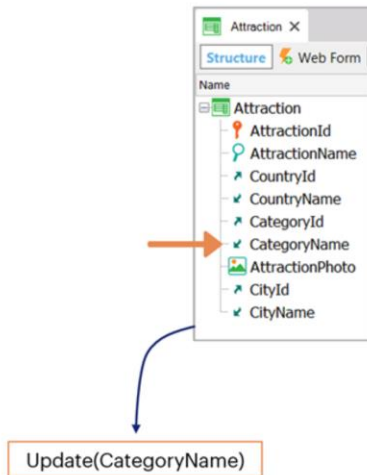 Attraction
Structure Web Form
Name
Attraction
AttractionId
AttractionName
CountryId
CountryName
CategoryId
CategoryName
AttractionPhoto
CityId
CityName
Update(CategoryName)